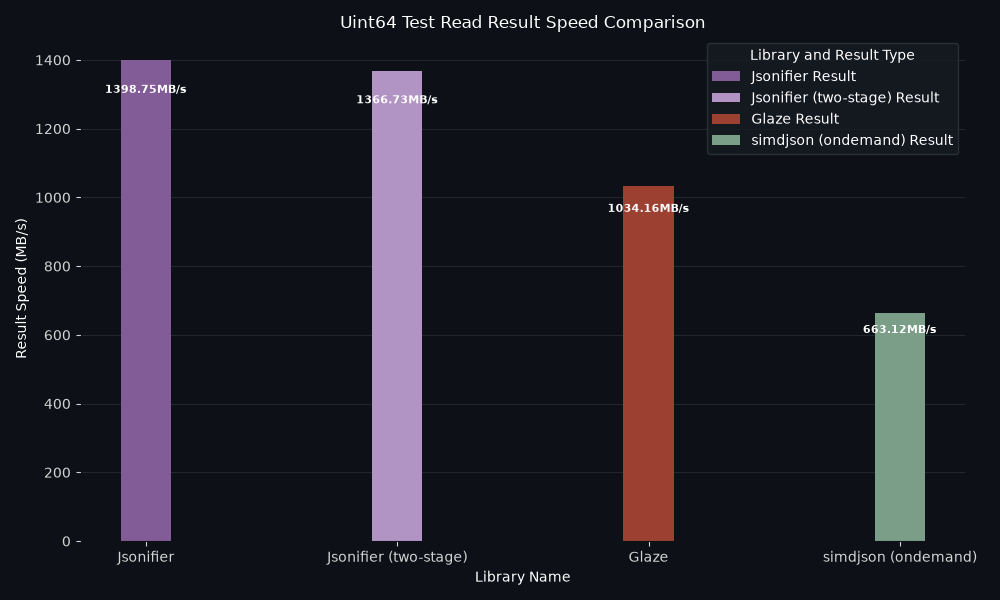 Uint64 Test Read Result Speed Comparison
Library and Result Type
Jsonifier Result
Jsonifier (two-stage) Result
Glaze Result
simdjson (ondemand) Result
Result Speed (MB/s)
1400
1200
1000
800
600
400
200
0
1398.75MB/s
1366.73MB/s
1034.16MB/s
663.12MB/s
Jsonifier
Jsonifier (two-stage)
Glaze
simdjson (ondemand)
Library Name